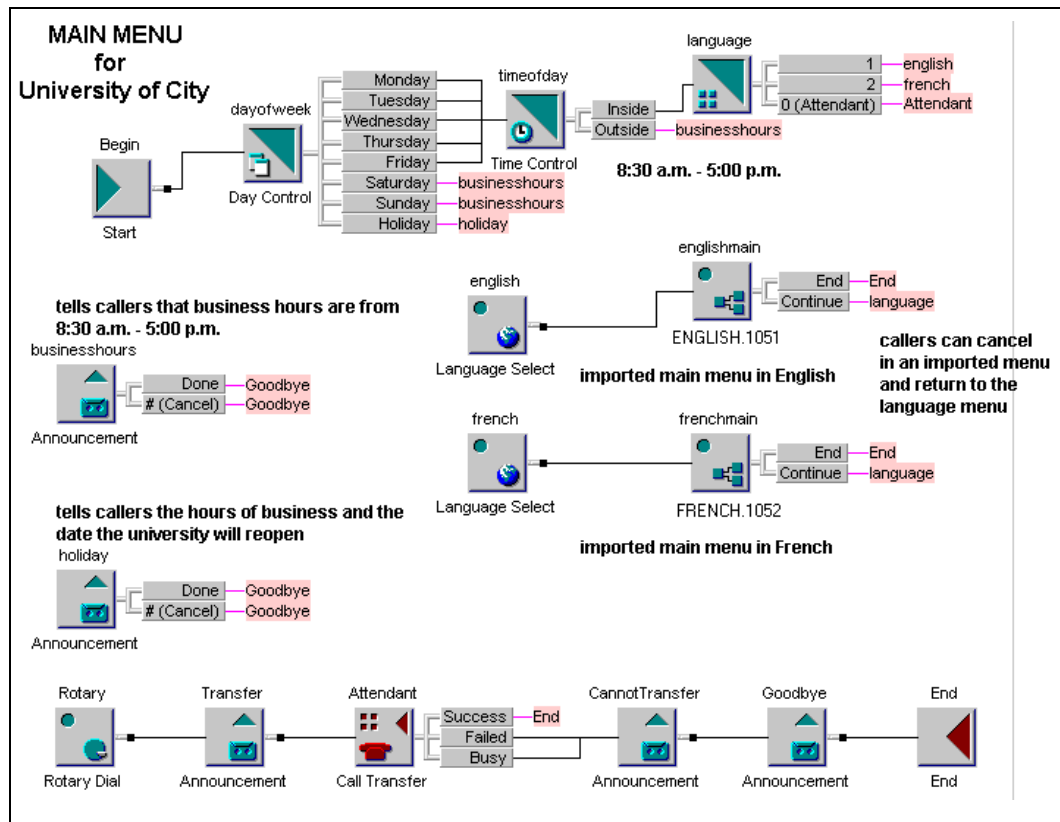 MAIN MENU
for
University of City
Begin
Start
dayofweek
Day Control
Monday
Tuesday
Wednesday
Thursday
Friday
Saturday
businesshours
Sunday
businesshours
Holiday
holiday
timeofday
Time Control
Inside
Outside
businesshours
8:30 a.m. - 5:00 p.m.
language
1
english
2
french
0 (Attendant)
Attendant
tells callers that business hours are from
8:30 a.m. - 5:00 p.m.
businesshours
Announcement
Done
Goodbye
# (Cancel)
Goodbye
english
Language Select
englishmain
ENGLISH.1051
End
End
Continue
language
imported main menu in English
callers can cancel
in an imported menu
and return to the
language menu
french
Language Select
frenchmain
FRENCH.1052
End
End
Continue
language
imported main menu in French
tells callers the hours of business and the
date the university will reopen
holiday
Announcement
Done
Goodbye
# (Cancel)
Goodbye
Rotary
Rotary Dial
Transfer
Announcement
Attendant
Call Transfer
Success
End
Failed
Busy
CannotTransfer
Announcement
Goodbye
Announcement
End
End